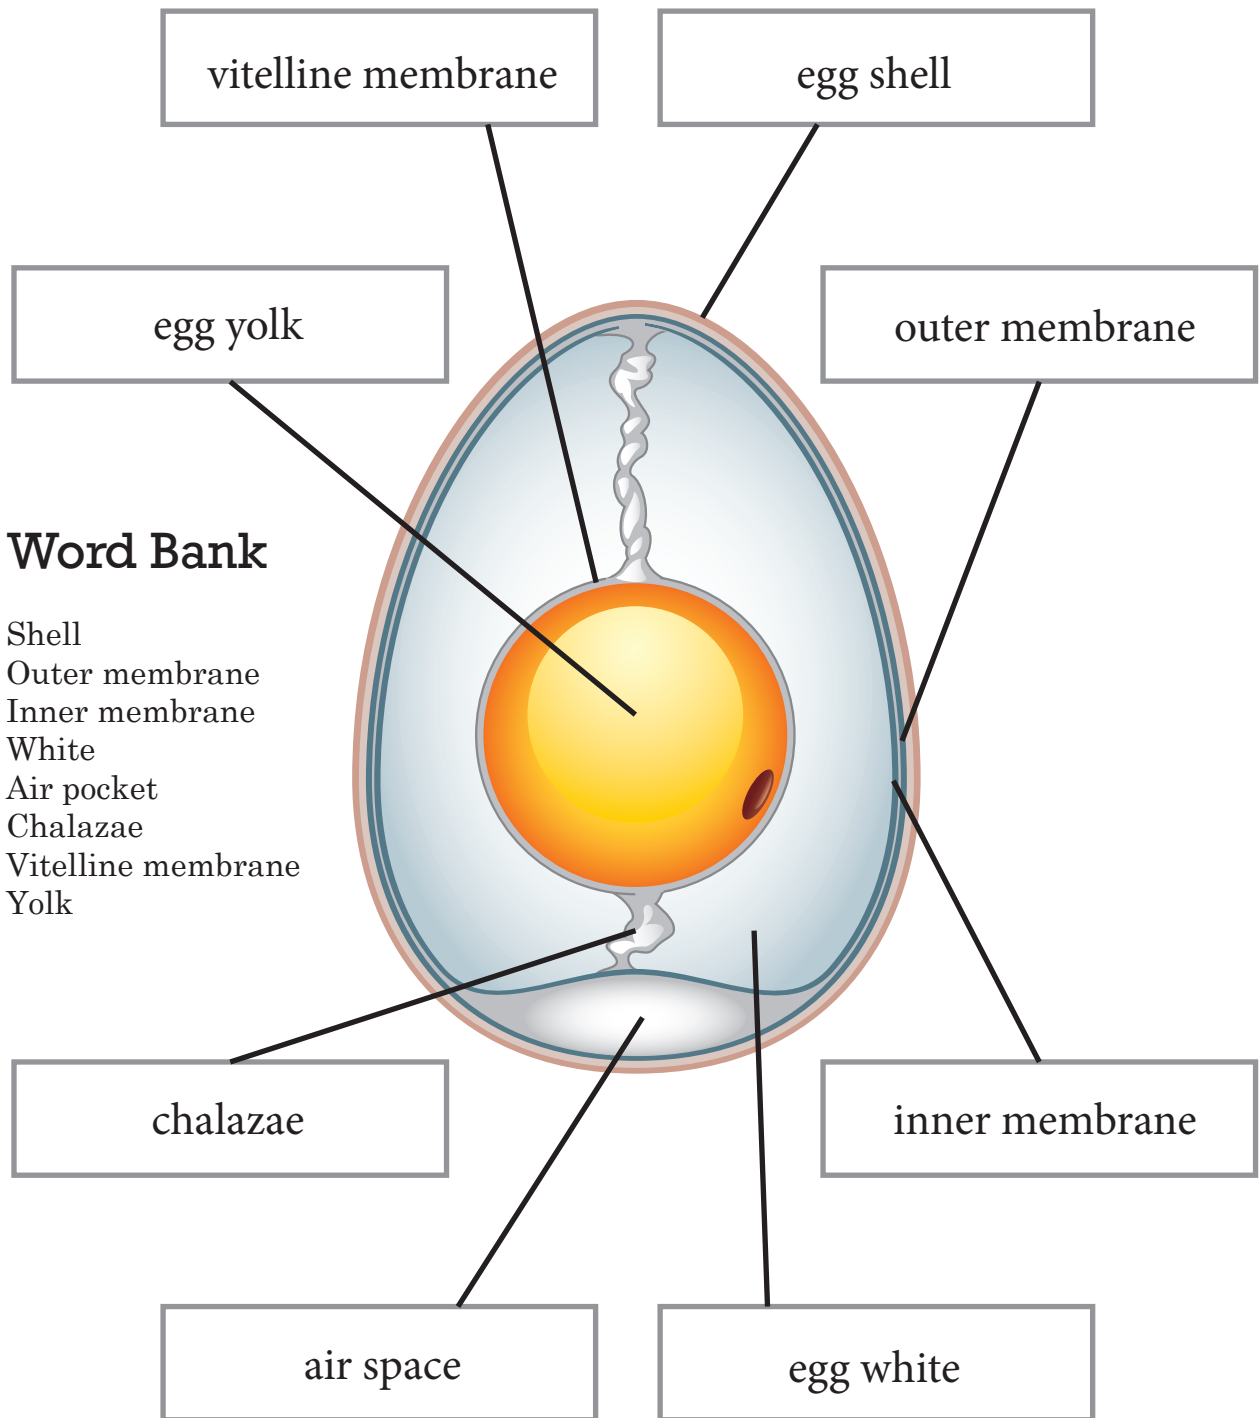 vitelline membrane
egg shell
egg yolk
outer membrane
Word Bank
Shell
Outer membrane
Inner membrane
White
Air pocket
Chalazae
Vitelline membrane
Yolk
chalazae
inner membrane
air space
egg white